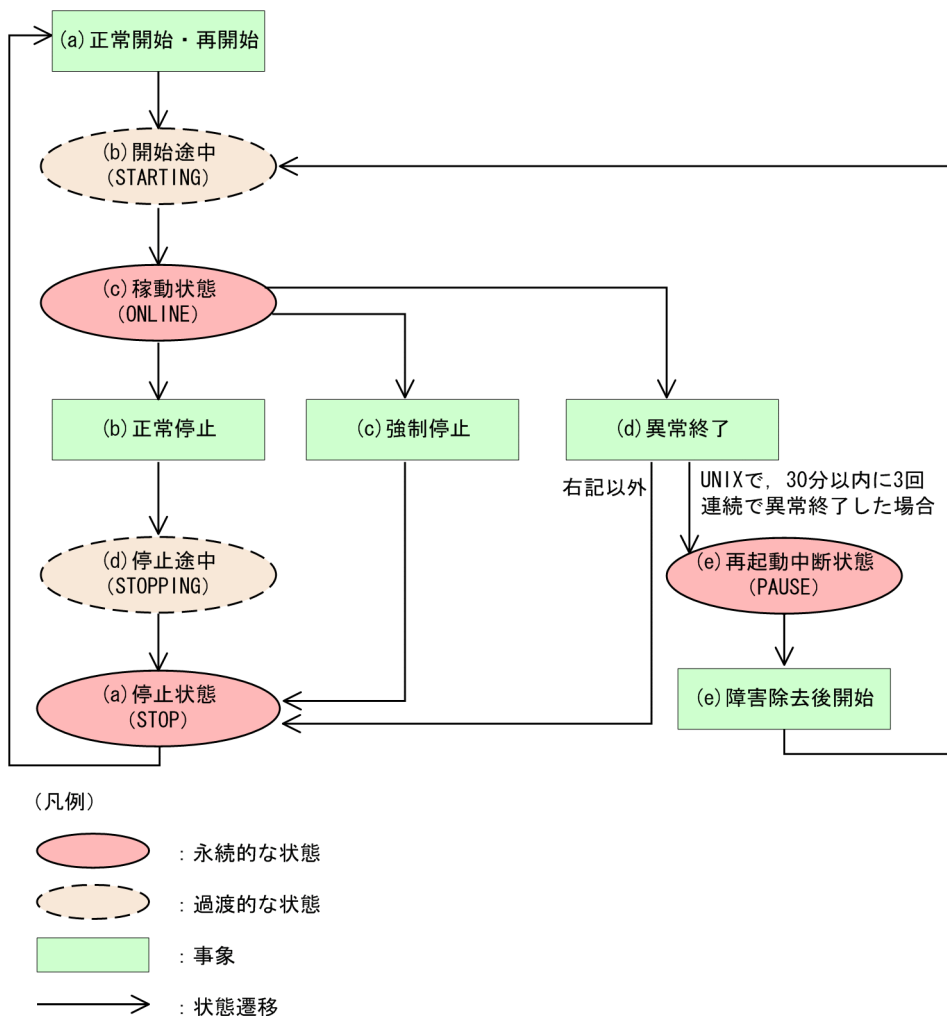 (a)正常開始・再開始
(b)開始途中
(STARTING)
(c)稼動状態
(ONLINE)
(b)正常停止
(c)強制停止
(d)異常終了
右記以外
UNIXで，30分以内に3回
連続で異常終了した場合
(d)停止途中
(STOPPING)
(e)再起動中断状態
(PAUSE)
(a)停止状態
(STOP)
(e)障害除去後開始
(凡例)
：永続的な状態
：過渡的な状態
：事象
：状態遷移